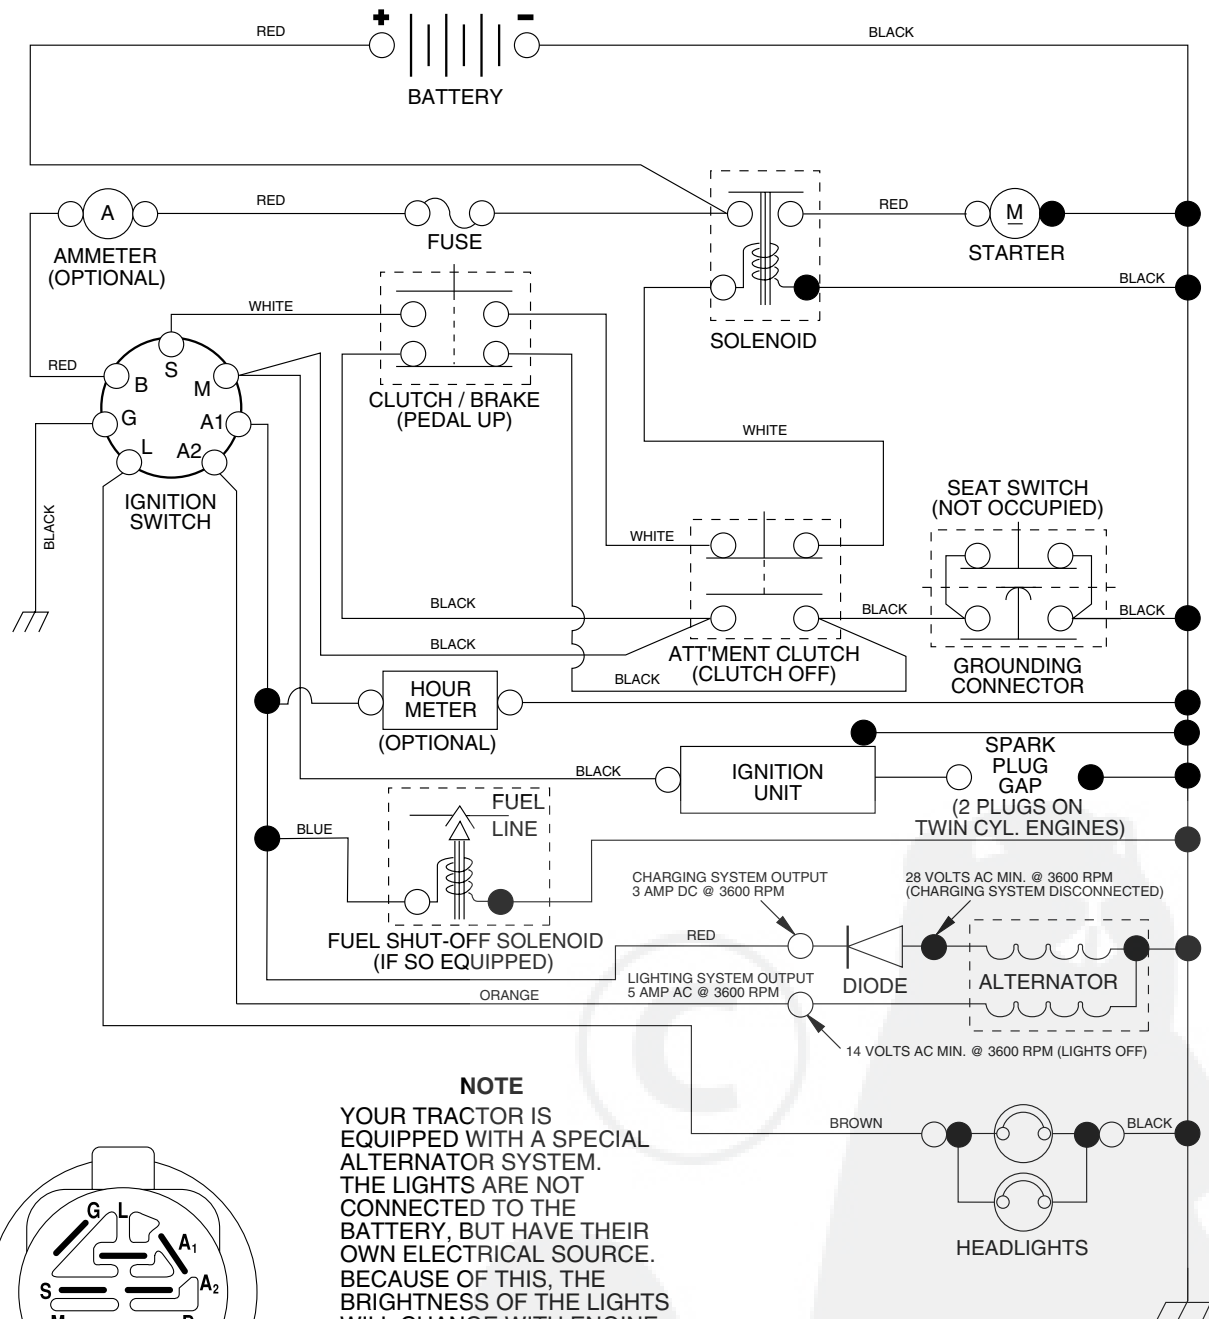 + -
RED
BLACK
BATTERY
RED
A
FUSE
RED
M
STARTER
AMMETER
(OPTIONAL)
BLACK
WHITE
SOLENOID
RED
B
S
M
CLUTCH / BRAKE
(PEDAL UP)
G
A1
L
A2
WHITE
IGNITION
SWITCH
BLACK
SEAT SWITCH
(NOT OCCUPIED)
WHITE
BLACK
BLACK
BLACK
BLACK
ATT'MENT CLUTCH
(CLUTCH OFF)
BLACK
GROUNDING
CONNECTOR
HOUR
METER
(OPTIONAL)
BLACK
IGNITION
UNIT
SPARK
PLUG
GAP
(2 PLUGS ON
TWIN CYL. ENGINES)
FUEL
LINE
BLUE
FUEL SHUT-OFF SOLENOID
(IF SO EQUIPPED)
CHARGING SYSTEM OUTPUT
3 AMP DC @ 3600 RPM
28 VOLTS AC MIN. @ 3600 RPM
(CHARGING SYSTEM DISCONNECTED)
RED
DIODE
ALTERNATOR
LIGHTING SYSTEM OUTPUT
5 AMP AC @ 3600 RPM
ORANGE
14 VOLTS AC MIN. @ 3600 RPM (LIGHTS OFF)
©
BROWN
BLACK
HEADLIGHTS
NOTE
YOUR TRACTOR IS
EQUIPPED WITH A SPECIAL
ALTERNATOR SYSTEM.
THE LIGHTS ARE NOT
CONNECTED TO THE
BATTERY, BUT HAVE THEIR
OWN ELECTRICAL SOURCE.
BECAUSE OF THIS, THE
BRIGHTNESS OF THE LIGHTS
WILL CHANGE WITH ENGINE
G L
A1
A2
S
M